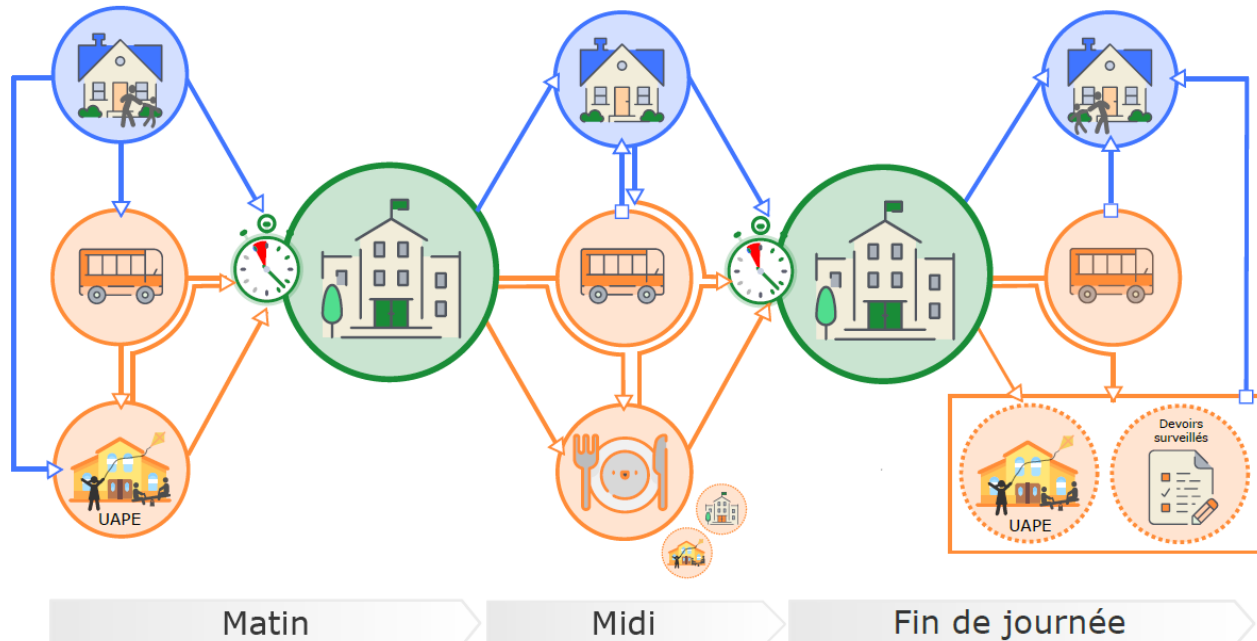 UAPE
Devoirs
surveillés
UAPE
Matin
Midi
Fin de journée